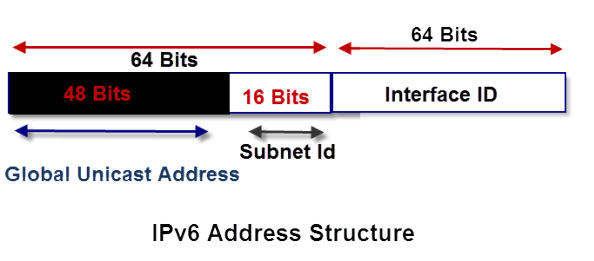 64 Bits
64 Bits
48 Bits
16 Bits
Interface ID
Subnet Id
Global Unicast Address
IPv6 Address Structure